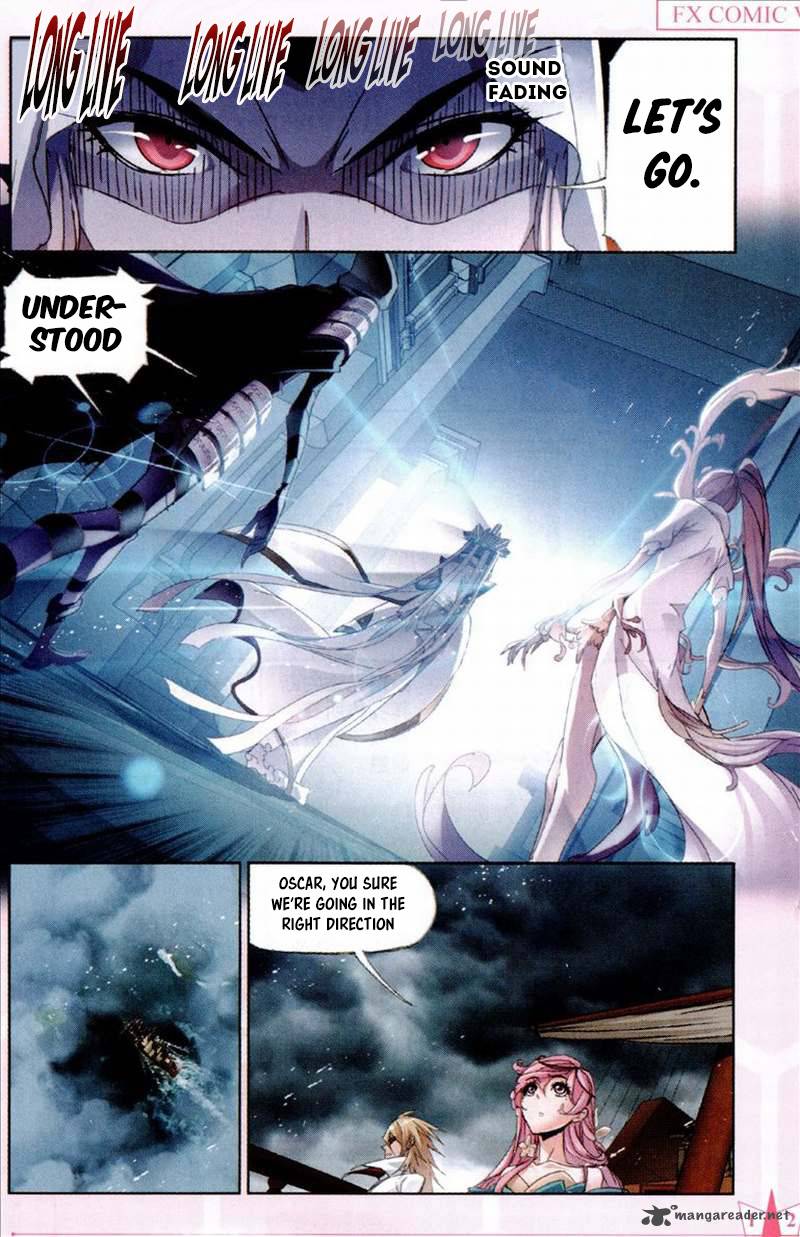 FX COMIC
LONG LIVE LONG LIVE LONG LIVE LONG LIVE
SOUND
FADING
LET'S
GO.
UNDER-
STOOD
OSCAR, YOU SURE
WE'RE GOING IN THE
RIGHT DIRECTION
mangareader.net